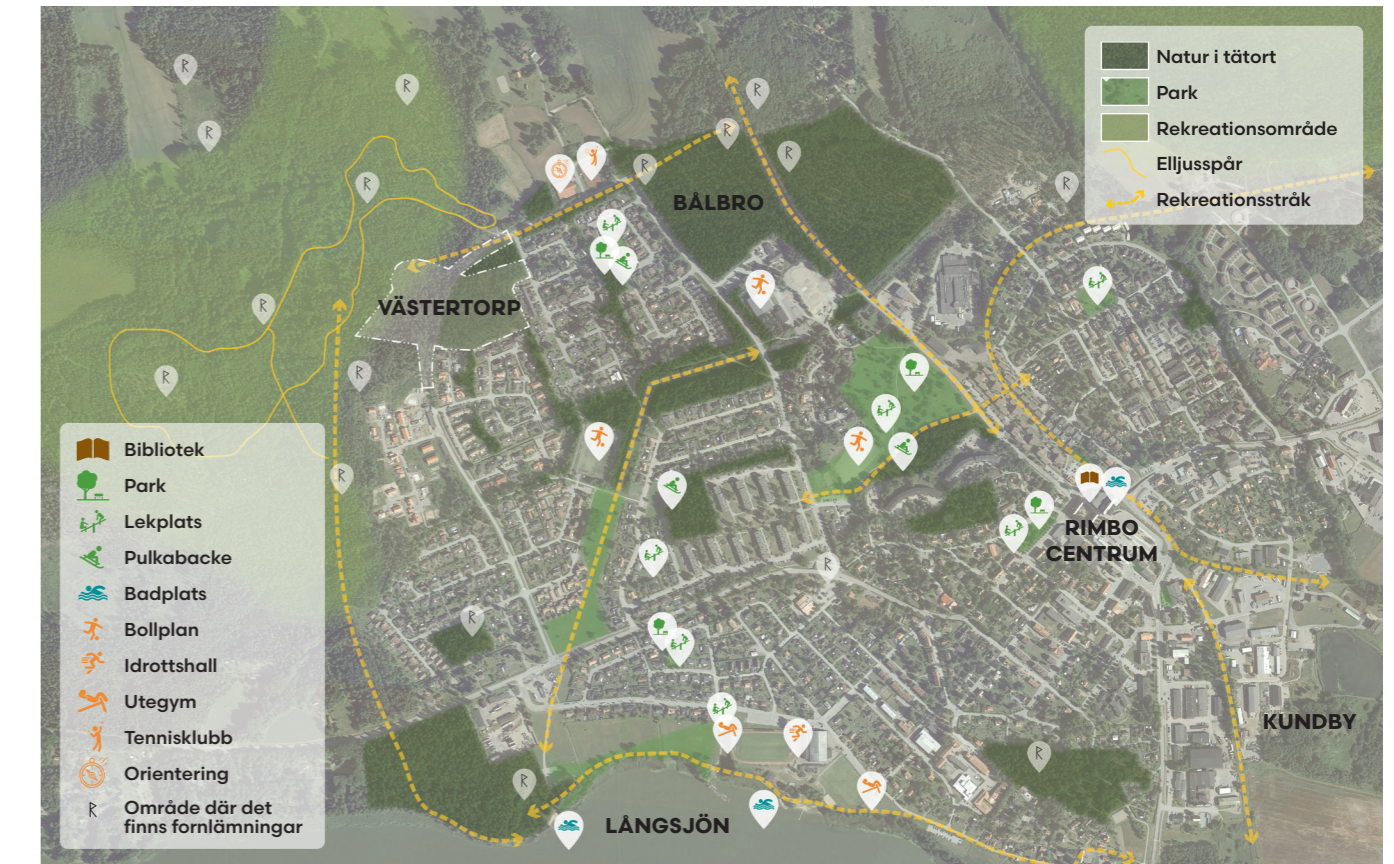 Natur i tätort
Park
Rekreationsområde
Elljusspår
Rekreationsstråk
BÅLBRO
VÄSTERTORP
Bibliotek
Park
Lekplats
Pulkabacke
Badplats
Bollplan
Idrottshall
Utegym
Tennisklubb
Orientering
Område där det
finns fornlämningar
RIMBO
CENTRUM
KUNDBY
LÅNGSJÖN